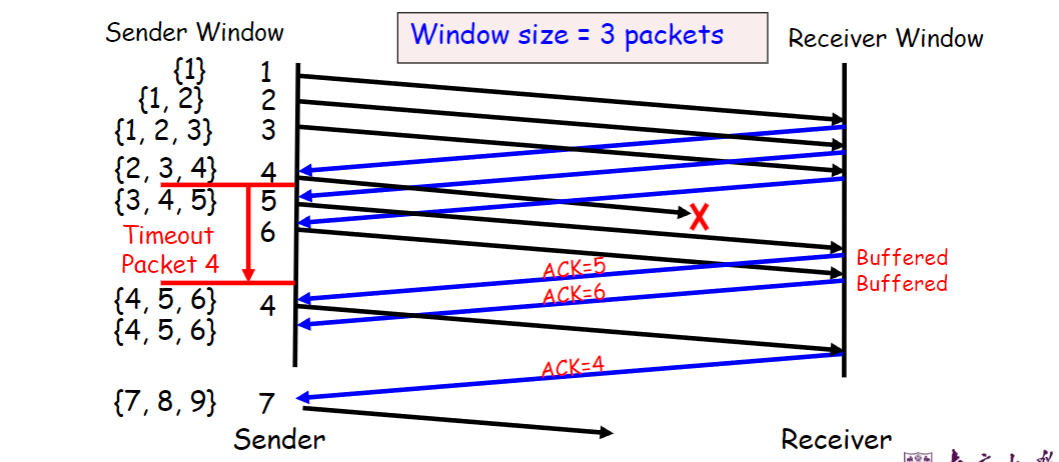 Sender Window
Window size = 3 packets
Receiver Window
{1} 1
{1, 2} 2
{1, 2, 3} 3
{2, 3, 4} 4
{3, 4, 5} 5
6
Timeout
Packet 4
X
Buffered
Buffered
ACK=5
ACK=6
{4, 5, 6} 4
{4, 5, 6}
ACK=4
{7, 8, 9} 7
Sender
Receiver